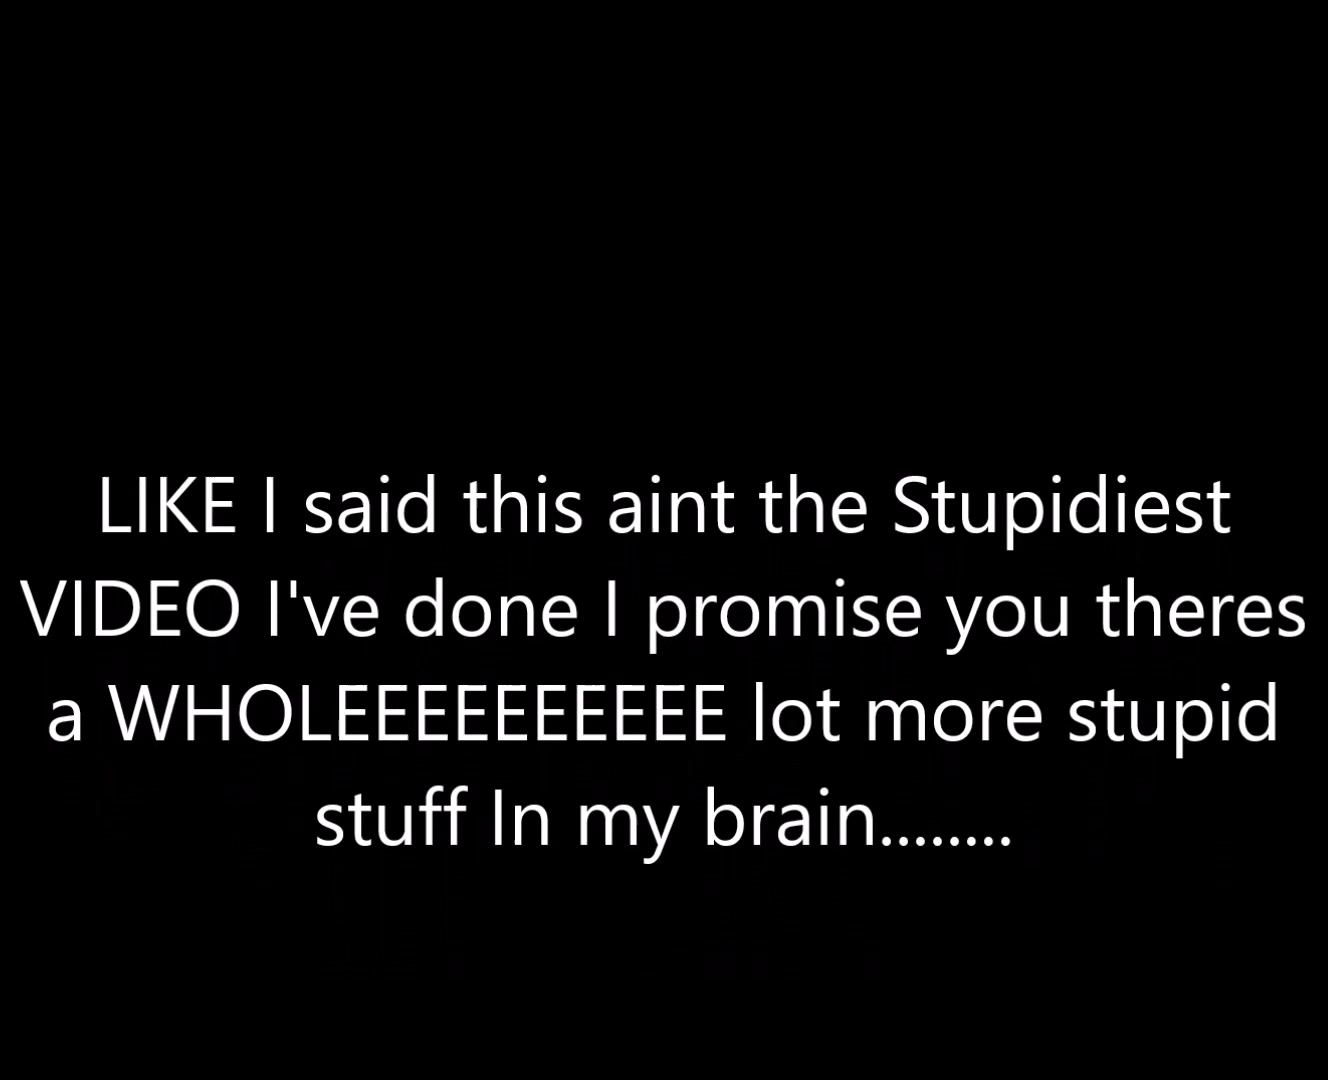 LIKE I said this aint the Stupidiest
VIDEO I've done I promise you theres
a WHOLEEEEEEEEEE lot more stupid
stuff In my brain........